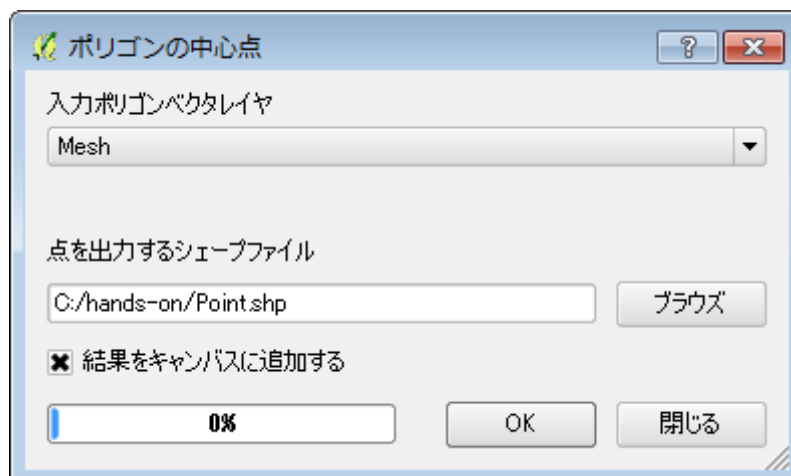 ポリゴンの中心点
入力ポリゴンベクタレイヤ
Mesh
点を出力するシェープファイル
C:/hands-on/Point.shp
ブラウズ
結果をキャンバスに追加する
0%
OK
閉じる